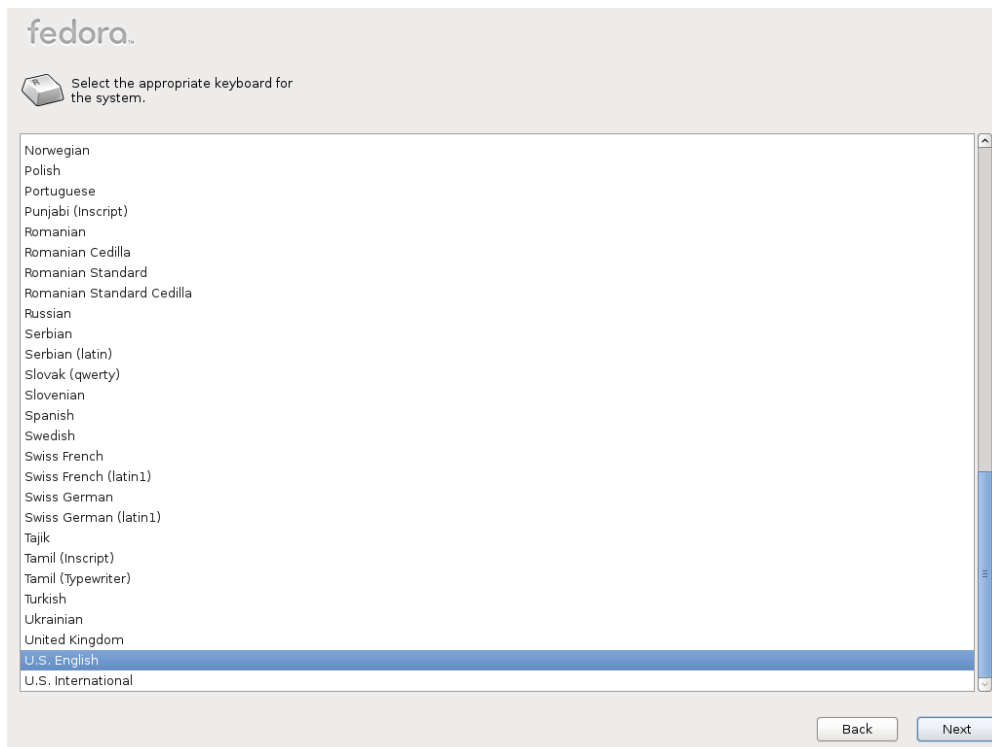 fedora
Select the appropriate keyboard for
the system.
Norwegian
Polish
Portuguese
Punjabi (Inscript)
Romanian
Romanian Cedilla
Romanian Standard
Romanian Standard Cedilla
Russian
Serbian
Serbian (latin)
Slovak (qwerty)
Slovenian
Spanish
Swedish
Swiss French
Swiss French (latin1)
Swiss German
Swiss German (latin1)
Tajik
Tamil (Inscript)
Tamil (Typewriter)
Turkish
Ukrainian
United Kingdom
U.S. English
U.S. International
Back Next